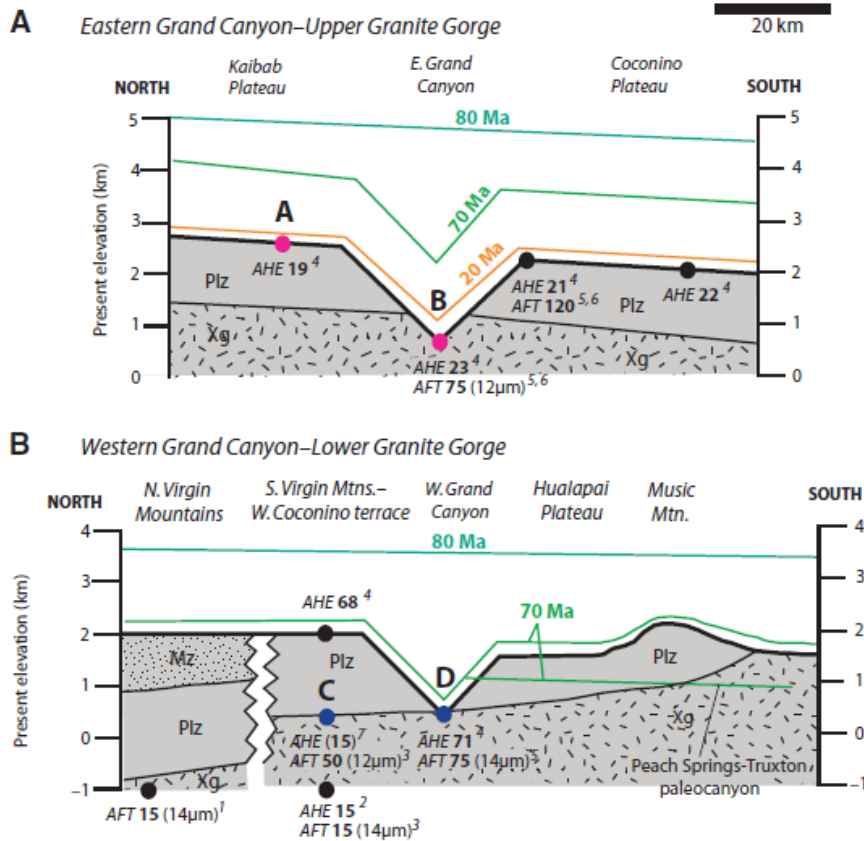 A Eastern Grand Canyon–Upper Granite Gorge
20 km
Kaibab
Plateau
E. Grand
Canyon
Coconino
Plateau
NORTH
SOUTH
Present elevation (km)
5
4
3
2
1
0
5
4
3
2
1
0
80 Ma
70 Ma
20 Ma
A
AHE 19 4
B
Plz
Xg
AHE 23 4
AFT 75 (12μm) 5,6
AHE 21 4
AFT 120 5,6
Plz
AHE 22 4
Xg
B Western Grand Canyon–Lower Granite Gorge
N. Virgin
Mountains
S. Virgin Mtns.–
W. Coconino terrace
W. Grand
Canyon
Hualapai
Plateau
Music
Mtn.
NORTH
SOUTH
Present elevation (km)
4
3
2
1
0
–1
4
3
2
1
0
–1
80 Ma
AHE 68 4
70 Ma
Mz
Plz
Plz
C
D
Plz
Xg
AHE (15) 7
AFT 50 (12μm) 3
AHE 71 4
AFT 75 (14μm) 5
Xg
Peach Springs-Truxton
paleocanyon
AFT 15 (14μm) 1
AHE 15 2
AFT 15 (14μm) 3